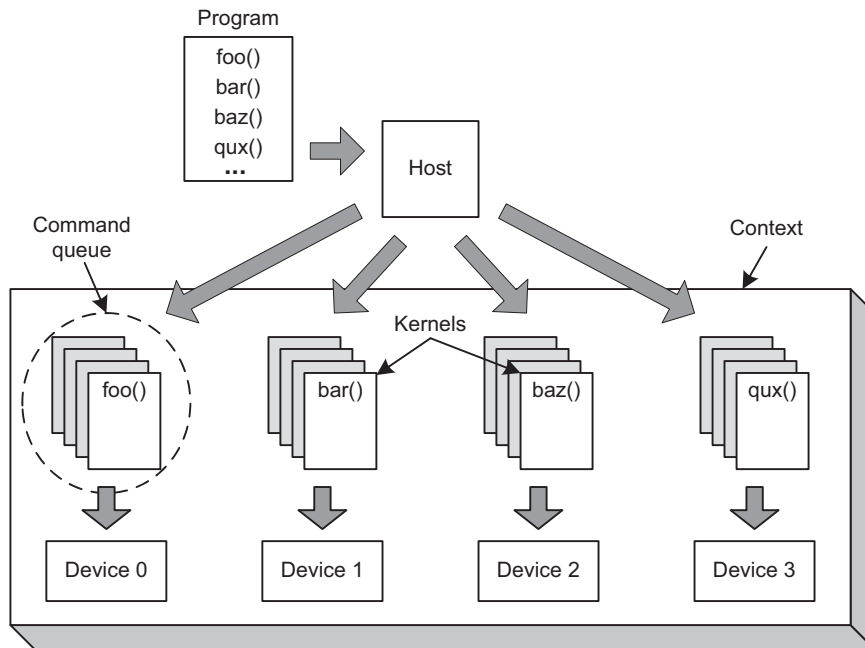 Program
foo()
bar()
baz()
qux()
...
Host
Command
queue
Context
Kernels
foo()
bar()
baz()
qux()
Device 0
Device 1
Device 2
Device 3